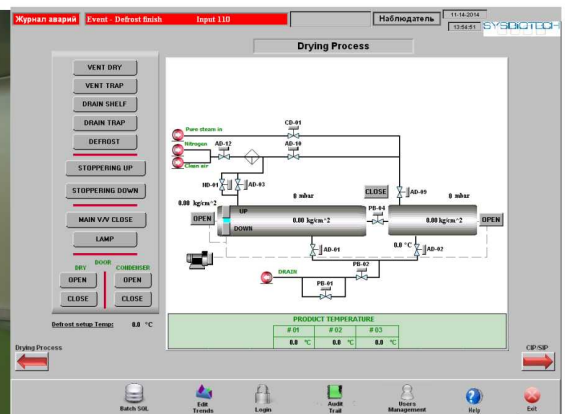 Журнал аварий Event - Defrost finish Input 110 Наблюдатель 11-14-2014
13:56:51 SYSBIOTECH
Drying Process
VENT DRY
VENT TRAP
DRAIN SHELF
DRAIN TRAP
DEFROST
STOPPERING UP
STOPPERING DOWN
MAIN V/V CLOSE
LAMP
DOOR
DRY CONDENSER
OPEN OPEN
CLOSE CLOSE
Defrost setup Temp: 0.0 °C
Pure steam in
CD-01
Nitrogen AD-12 AD-10
Clean air
HD-01 AD-03
0 mbar CLOSE AD-09 0 mbar
0.00 kg/cm^2
UP PB-04
OPEN 0.00 kg/cm^2 0.00 kg/cm^2 OPEN
DOWN
AD-01 0.0 °C AD-02
PB-02
DRAIN
PB-01
PRODUCT TEMPERATURE
# 01 # 02 # 03
0.0 °C 0.0 °C 0.0 °C
Drying Process CIP/SIP
Batch SQL Edit Trends Login Audit Trail Users Management Help Exit